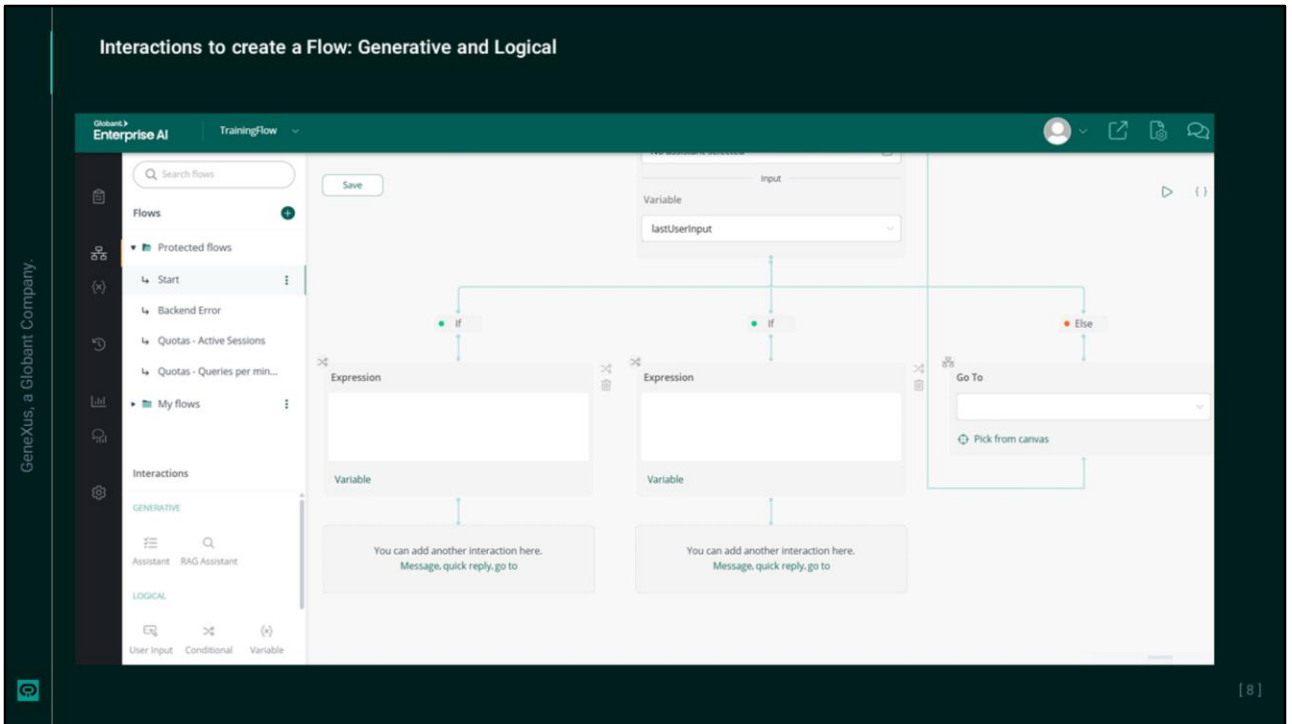 Interactions to create a Flow: Generative and Logical
Globant >
Enterprise AI
TrainingFlow
Search flows
Flows
Protected flows
Start
Backend Error
Quotas - Active Sessions
Quotas - Queries per min...
My flows
Interactions
GENERATIVE
Assistant RAG Assistant
LOGICAL
User Input Conditional Variable
Save
No assistant selected
Input
Variable
lastUserInput
If
If
Else
Expression
Variable
You can add another interaction here.
Message, quick reply, go to
Expression
Variable
You can add another interaction here.
Message, quick reply, go to
Go To
Pick from canvas
GeneXus, a Globant Company.
[ 8 ]